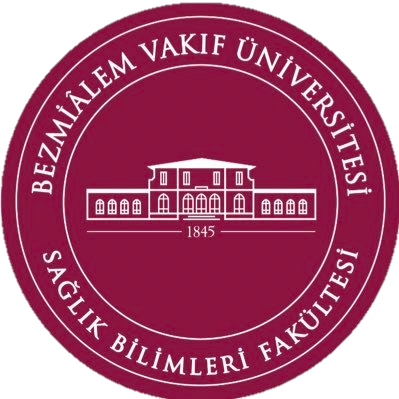 BEZMİÂLEM VAKIF ÜNİVERSİTESİ
1845
SAĞLIK BİLİMLERİ FAKÜLTESİ